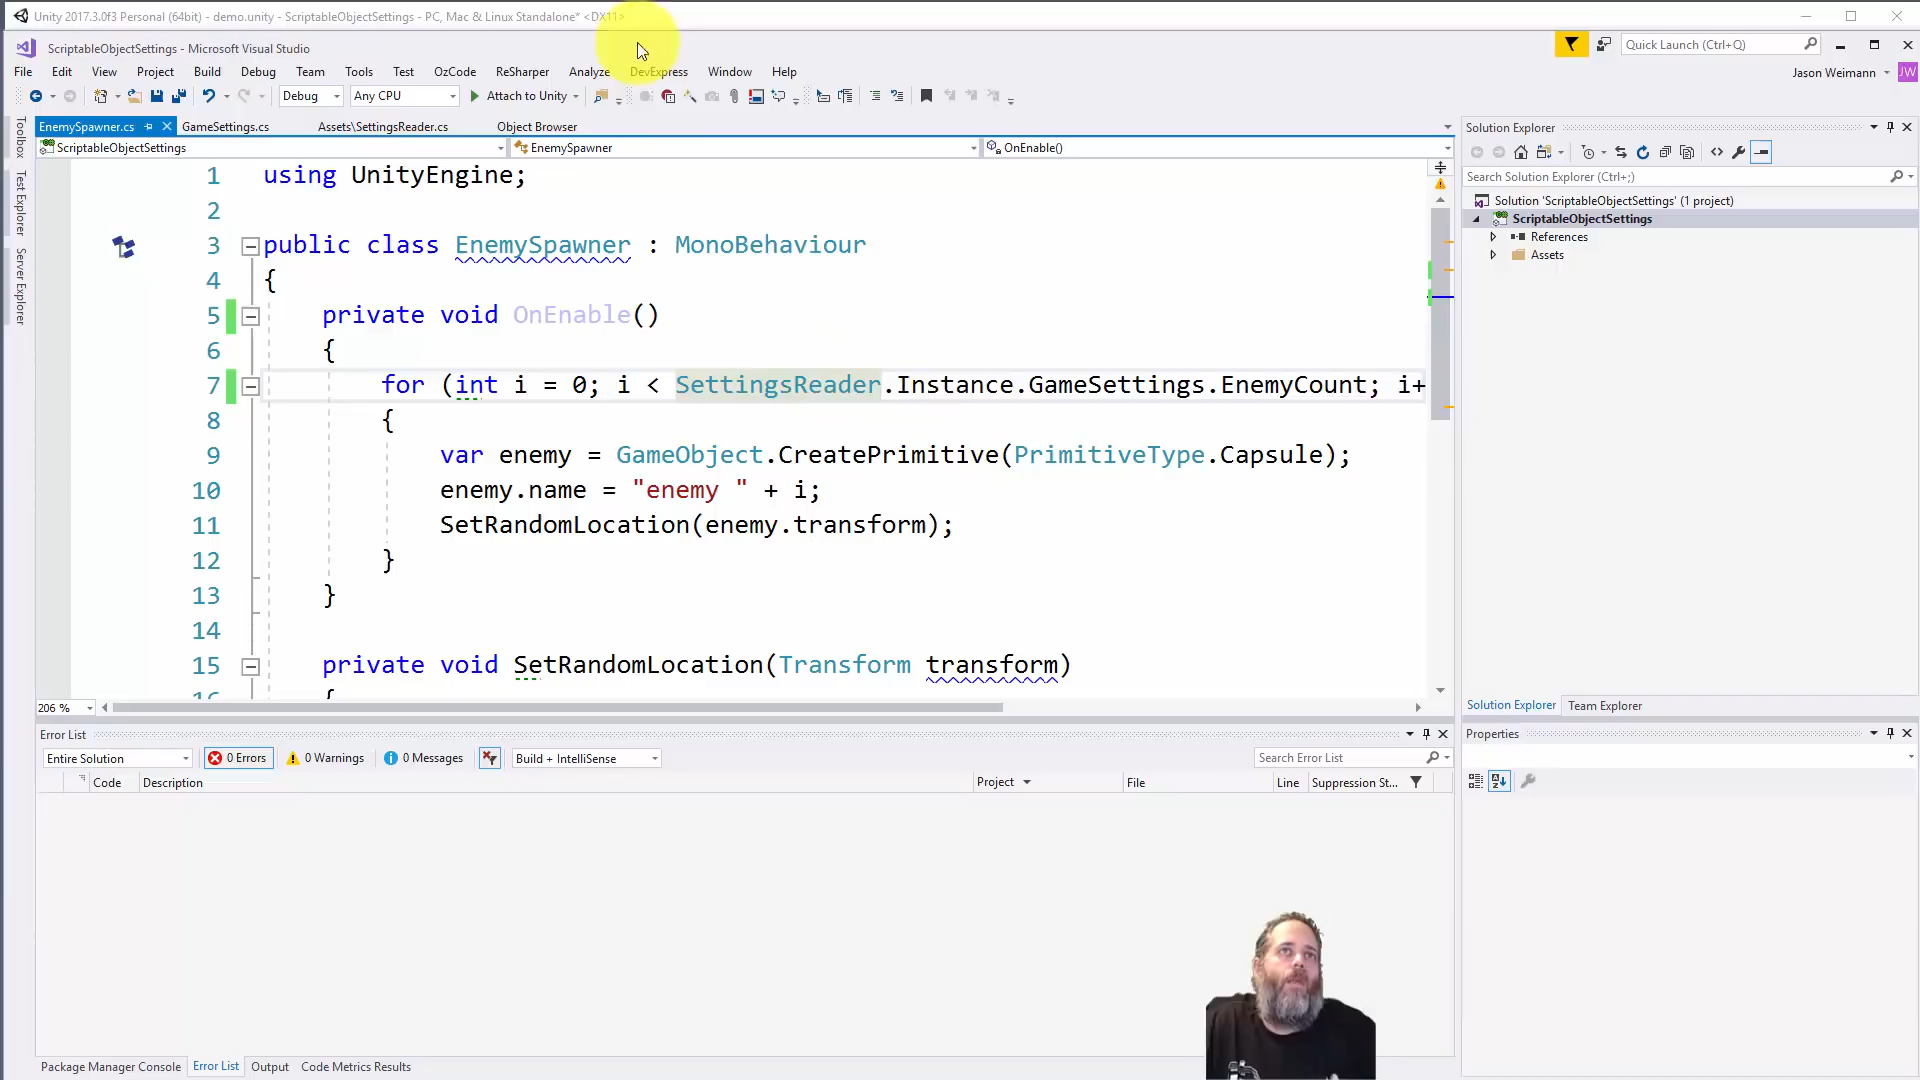 Unity 2017.3.0f3 Personal (64bit) - demo.unity - ScriptableObjectSettings - PC, Mac & Linux Standalone* <DX11>
ScriptableObjectSettings - Microsoft Visual Studio
Quick Launch (Ctrl+Q)
File Edit View Project Build Debug Team Tools Test OzCode ReSharper Analyze DevExpress Window Help
Jason Weimann JW
Debug Any CPU Attach to Unity
EnemySpawner.cs GameSettings.cs Assets\SettingsReader.cs Object Browser
ScriptableObjectSettings EnemySpawner OnEnable()
Toolbox
Test Explorer
Server Explorer
1 using UnityEngine;
2
3 public class EnemySpawner : MonoBehaviour
4 {
5 private void OnEnable()
6 {
7 for (int i = 0; i < SettingsReader.Instance.GameSettings.EnemyCount; i+
8 {
9 var enemy = GameObject.CreatePrimitive(PrimitiveType.Capsule);
10 enemy.name = "enemy " + i;
11 SetRandomLocation(enemy.transform);
12 }
13 }
14
15 private void SetRandomLocation(Transform transform)
16 {
206 %
Solution Explorer
Search Solution Explorer (Ctrl+;)
Solution 'ScriptableObjectSettings' (1 project)
ScriptableObjectSettings
References
Assets
Solution Explorer Team Explorer
Properties
Error List
Entire Solution 0 Errors 0 Warnings 0 Messages Build + IntelliSense Search Error List
Code Description Project File Line Suppression St...
Package Manager Console Error List Output Code Metrics Results